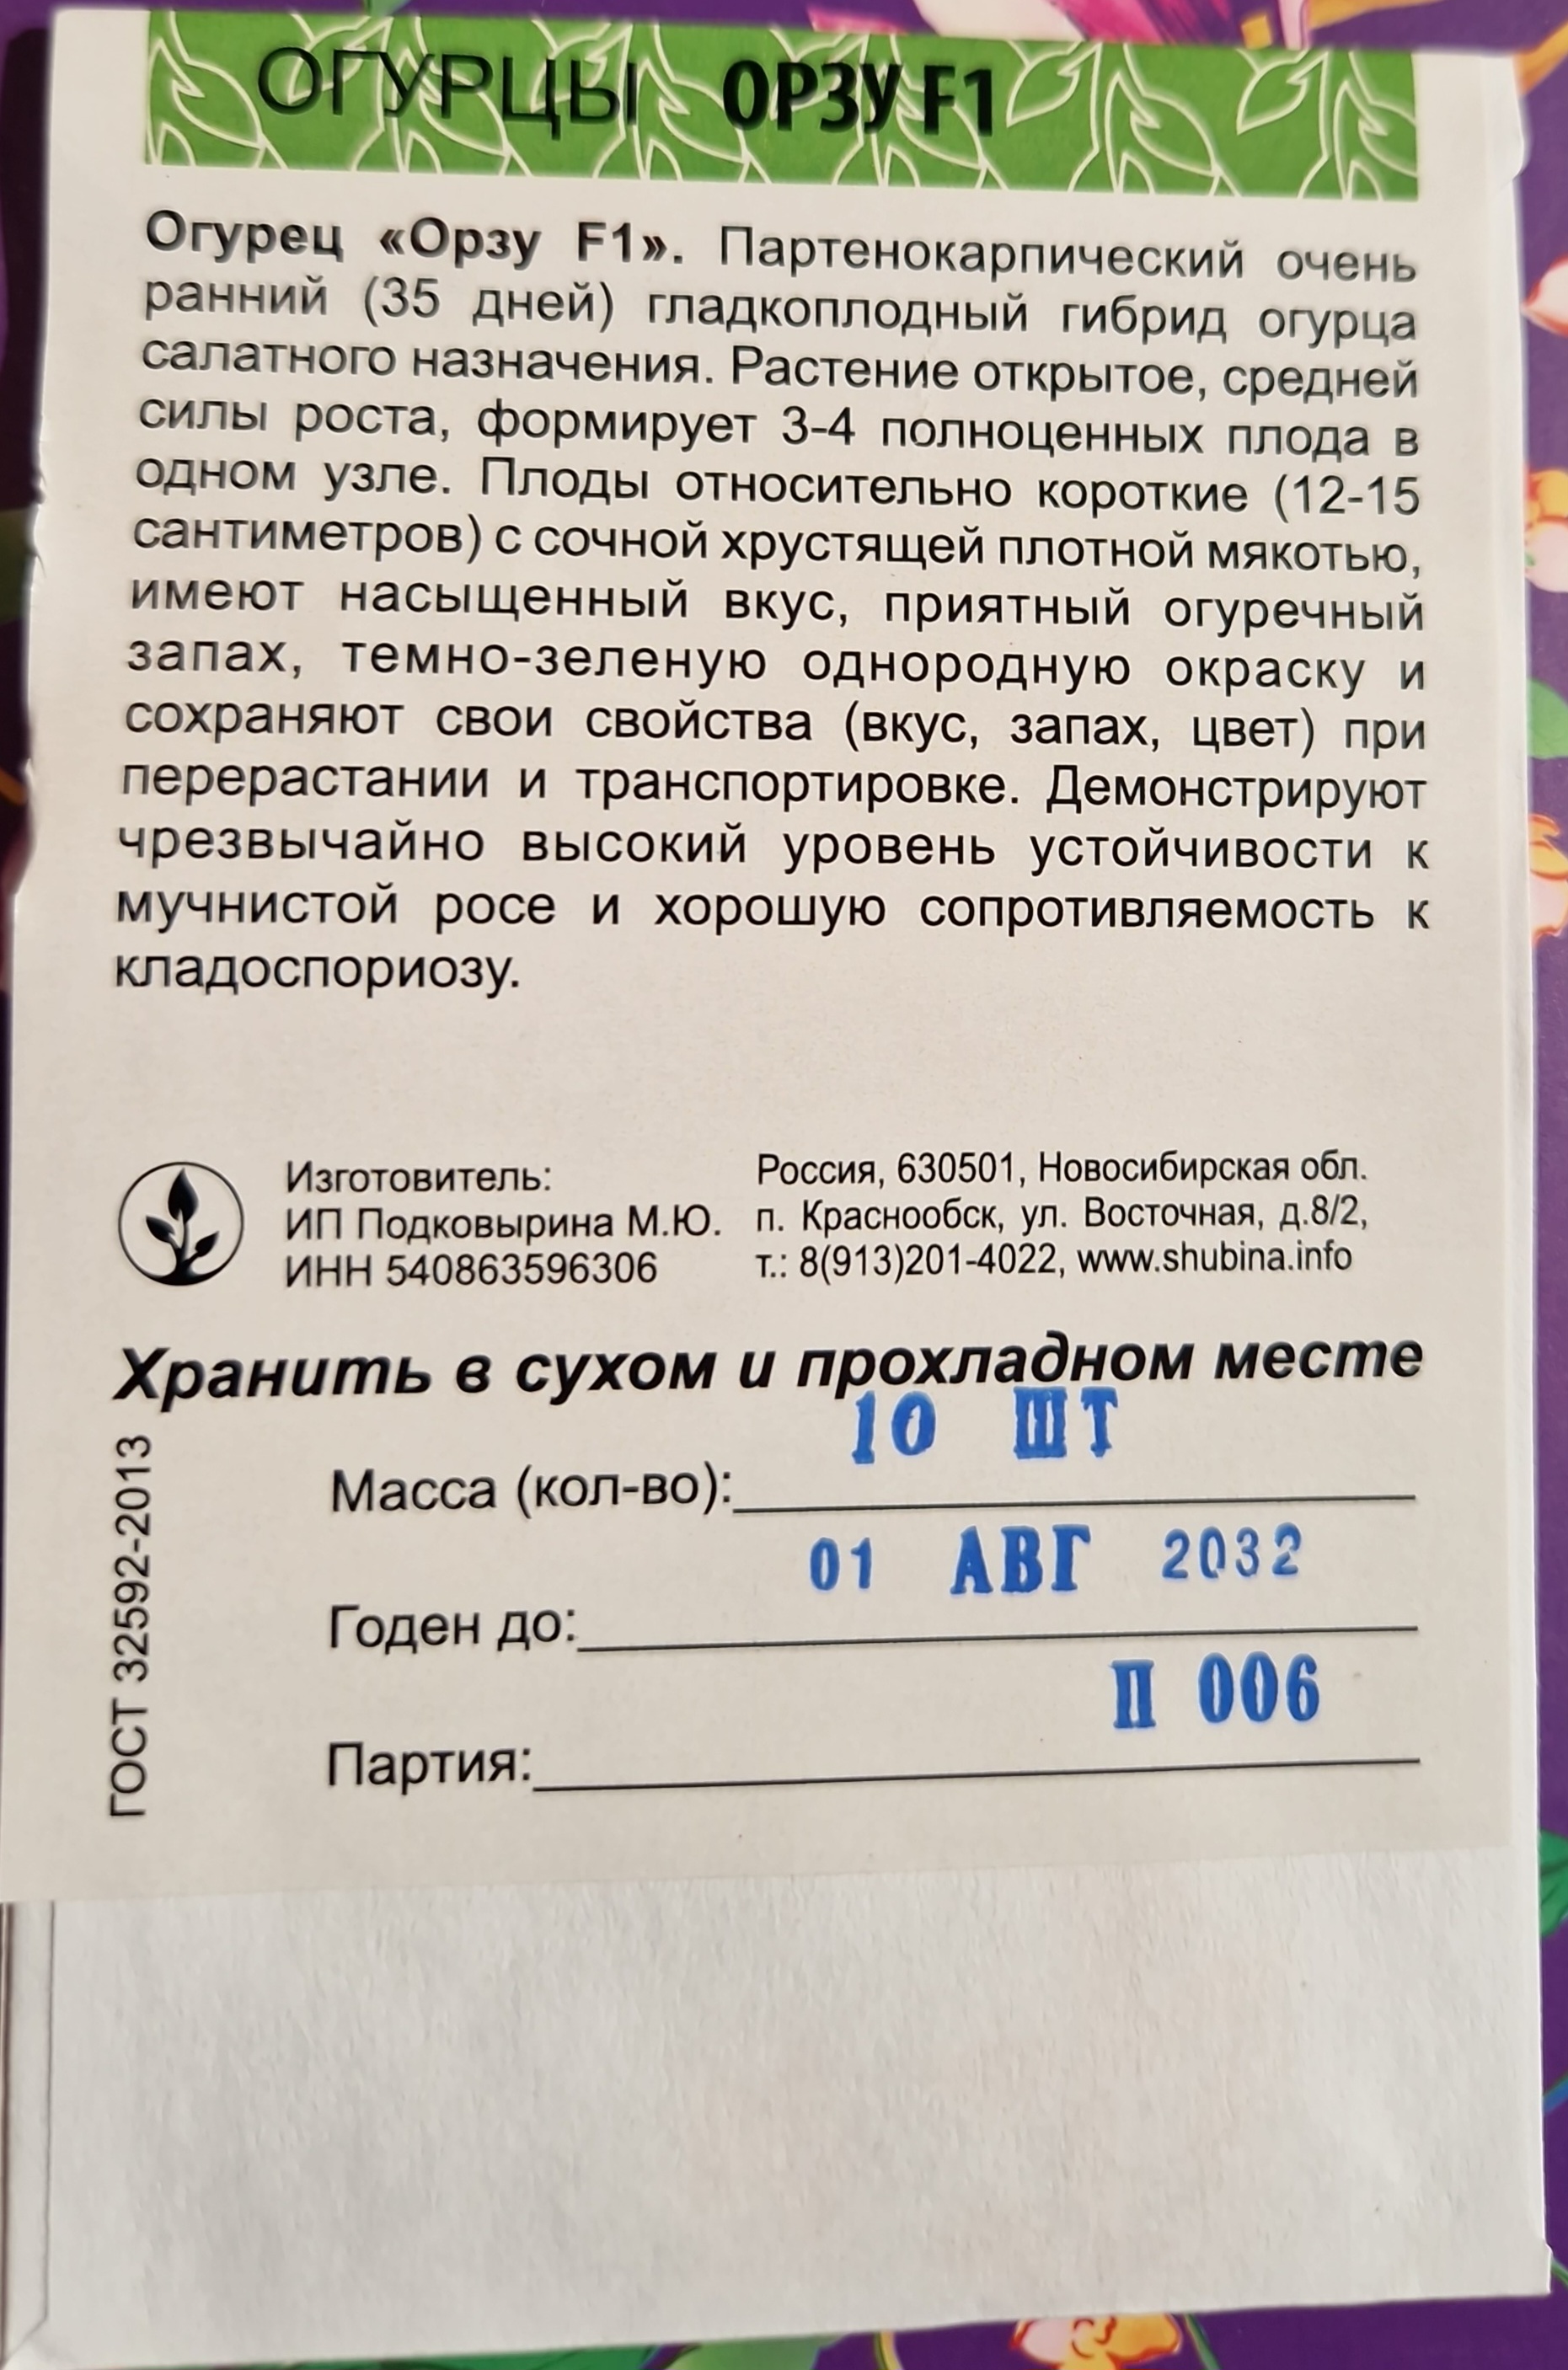 ОГУРЦЫ ОРЗУ F1
Огурец «Орзу F1». Партенокарпический очень
ранний (35 дней) гладкоплодный гибрид огурца
салатного назначения. Растение открытое, средней
силы роста, формирует 3-4 полноценных плода в
одном узле. Плоды относительно короткие (12-15
сантиметров) с сочной хрустящей плотной мякотью,
имеют насыщенный вкус, приятный огуречный
запах, темно-зеленую однородную окраску и
сохраняют свои свойства (вкус, запах, цвет) при
перерастании и транспортировке. Демонстрируют
чрезвычайно высокий уровень устойчивости к
мучнистой росе и хорошую сопротивляемость к
кладоспориозу.
Изготовитель:
ИП Подковырина М.Ю.
ИНН 540863596306
Россия, 630501, Новосибирская обл.
п. Краснообск, ул. Восточная, д.8/2,
т.: 8(913)201-4022, www.shubina.info
Хранить в сухом и прохладном месте
ГОСТ 32592-2013
Масса (кол-во): 10 ШТ
Годен до: 01 АВГ 2032
Партия: П 006